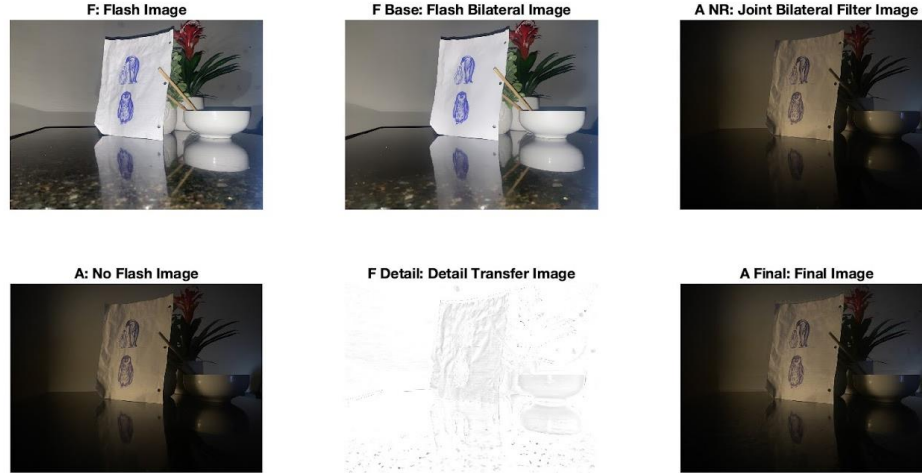 F: Flash Image
F Base: Flash Bilateral Image
A NR: Joint Bilateral Filter Image
A: No Flash Image
F Detail: Detail Transfer Image
A Final: Final Image